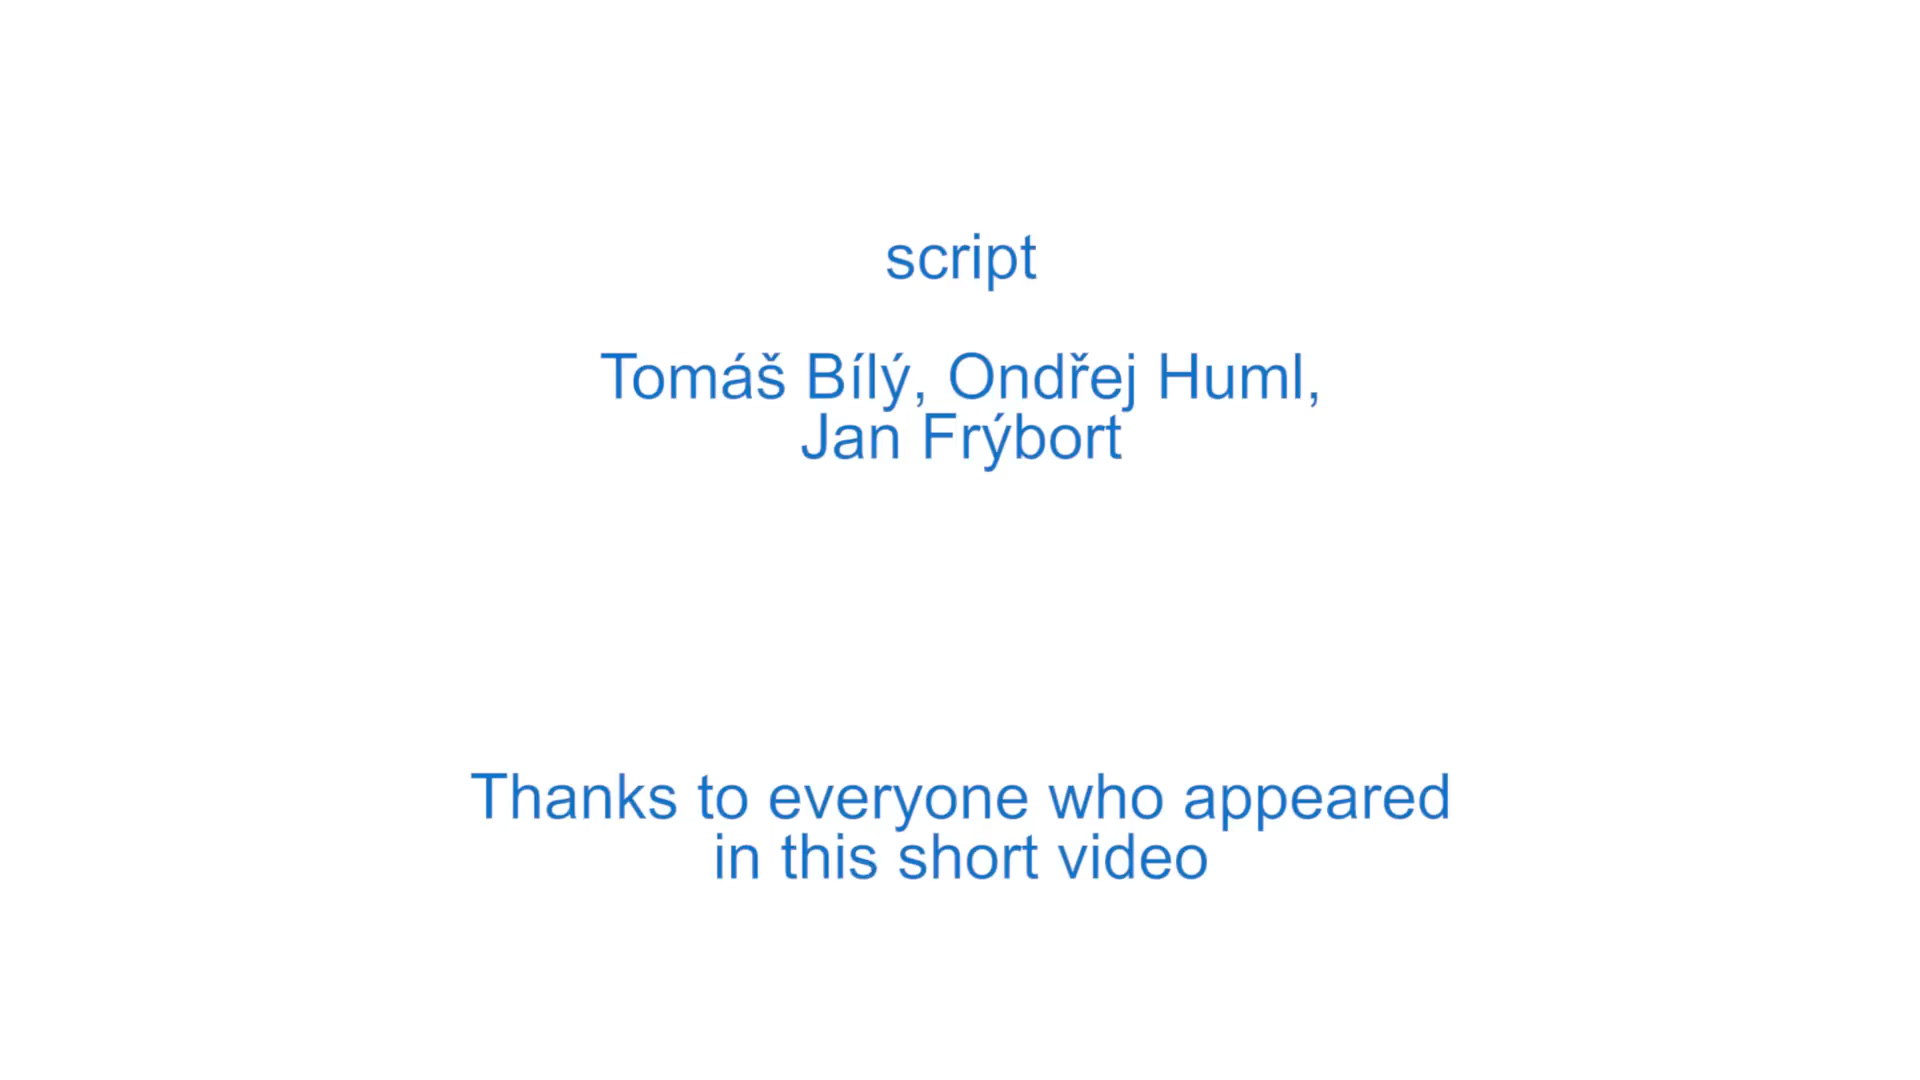 script
Tomáš Bílý, Ondřej Huml,
Jan Frýbort
Thanks to everyone who appeared
in this short video